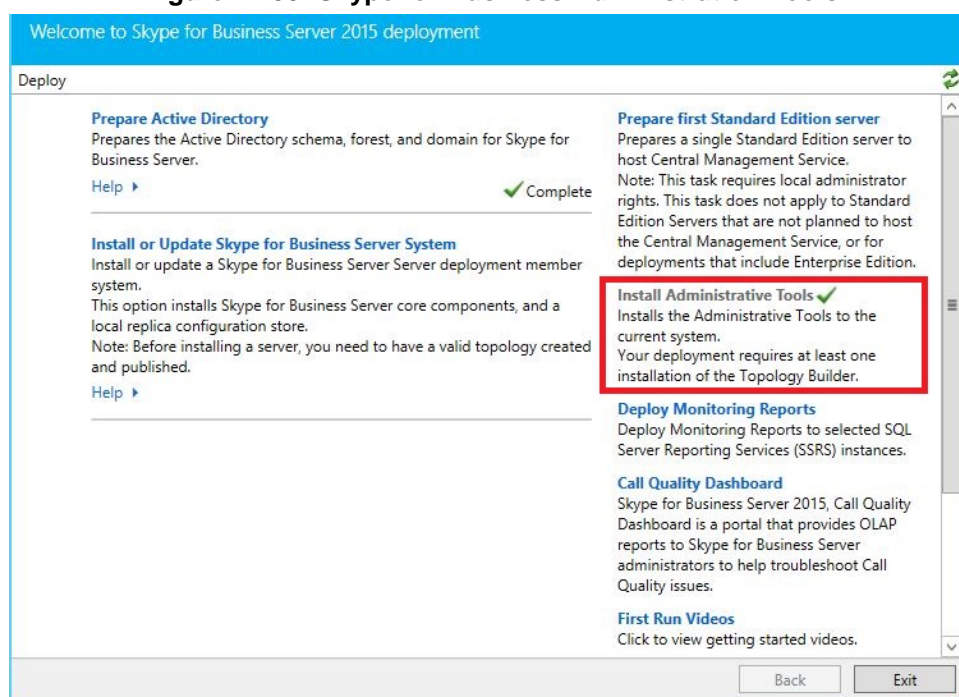 Welcome to Skype for Business Server 2015 deployment
Deploy
Prepare Active Directory
Prepares the Active Directory schema, forest, and domain for Skype for
Business Server.
Help
Complete
Install or Update Skype for Business Server System
Install or update a Skype for Business Server Server deployment member
system.
This option installs Skype for Business Server core components, and a
local replica configuration store.
Note: Before installing a server, you need to have a valid topology created
and published.
Help
Prepare first Standard Edition server
Prepares a single Standard Edition server to
host Central Management Service.
Note: This task requires local administrator
rights. This task does not apply to Standard
Edition Servers that are not planned to host
the Central Management Service, or for
deployments that include Enterprise Edition.
Install Administrative Tools
Installs the Administrative Tools to the
current system.
Your deployment requires at least one
installation of the Topology Builder.
Deploy Monitoring Reports
Deploy Monitoring Reports to selected SQL
Server Reporting Services (SSRS) instances.
Call Quality Dashboard
Skype for Business Server 2015, Call Quality
Dashboard is a portal that provides OLAP
reports to Skype for Business Server
administrators to help troubleshoot Call
Quality issues.
First Run Videos
Click to view getting started videos.
Back
Exit